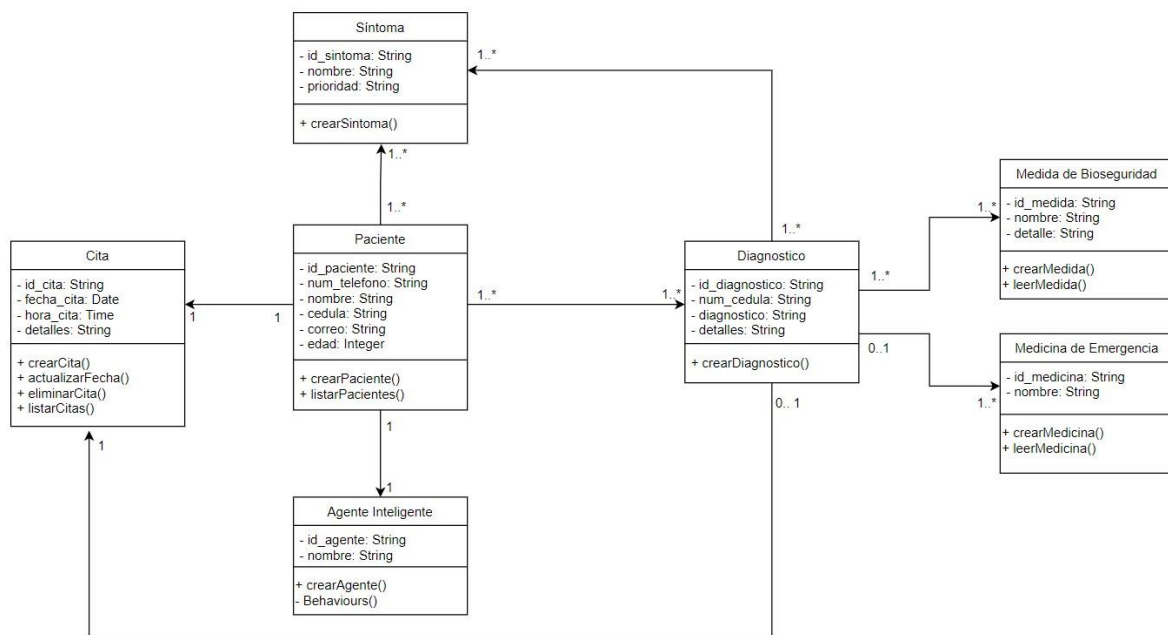 Síntoma
- id_sintoma: String
- nombre: String
- prioridad: String
+ crearSintoma()
1..*
1..*
1..*
1..*
Paciente
- id_paciente: String
- num_telefono: String
- nombre: String
- cedula: String
- correo: String
- edad: Integer
+ crearPaciente()
+ listarPacientes()
Cita
- id_cita: String
- fecha_cita: Date
- hora_cita: Time
- detalles: String
+ crearCita()
+ actualizarFecha()
+ eliminarCita()
+ listarCitas()
1
1
1..*
1..*
Diagnostico
- id_diagnostico: String
- num_cedula: String
- diagnostico: String
- detalles: String
+ crearDiagnostico()
1..*
1..*
Medida de Bioseguridad
- id_medida: String
- nombre: String
- detalle: String
+ crearMedida()
+ leerMedida()
0..1
1..*
Medicina de Emergencia
- id_medicina: String
- nombre: String
+ crearMedicina()
+ leerMedicina()
0.. 1
1
1
1
Agente Inteligente
- id_agente: String
- nombre: String
+ crearAgente()
- Behaviours()